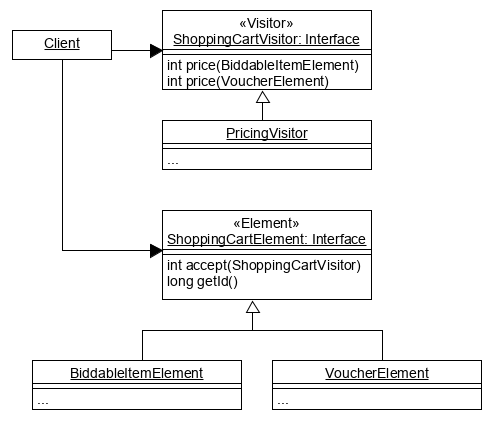 Client
«Visitor»
ShoppingCartVisitor: Interface
int price(BiddableItemElement)
int price(VoucherElement)
PricingVisitor
...
«Element»
ShoppingCartElement: Interface
int accept(ShoppingCartVisitor)
long getId()
BiddableItemElement
...
VoucherElement
...